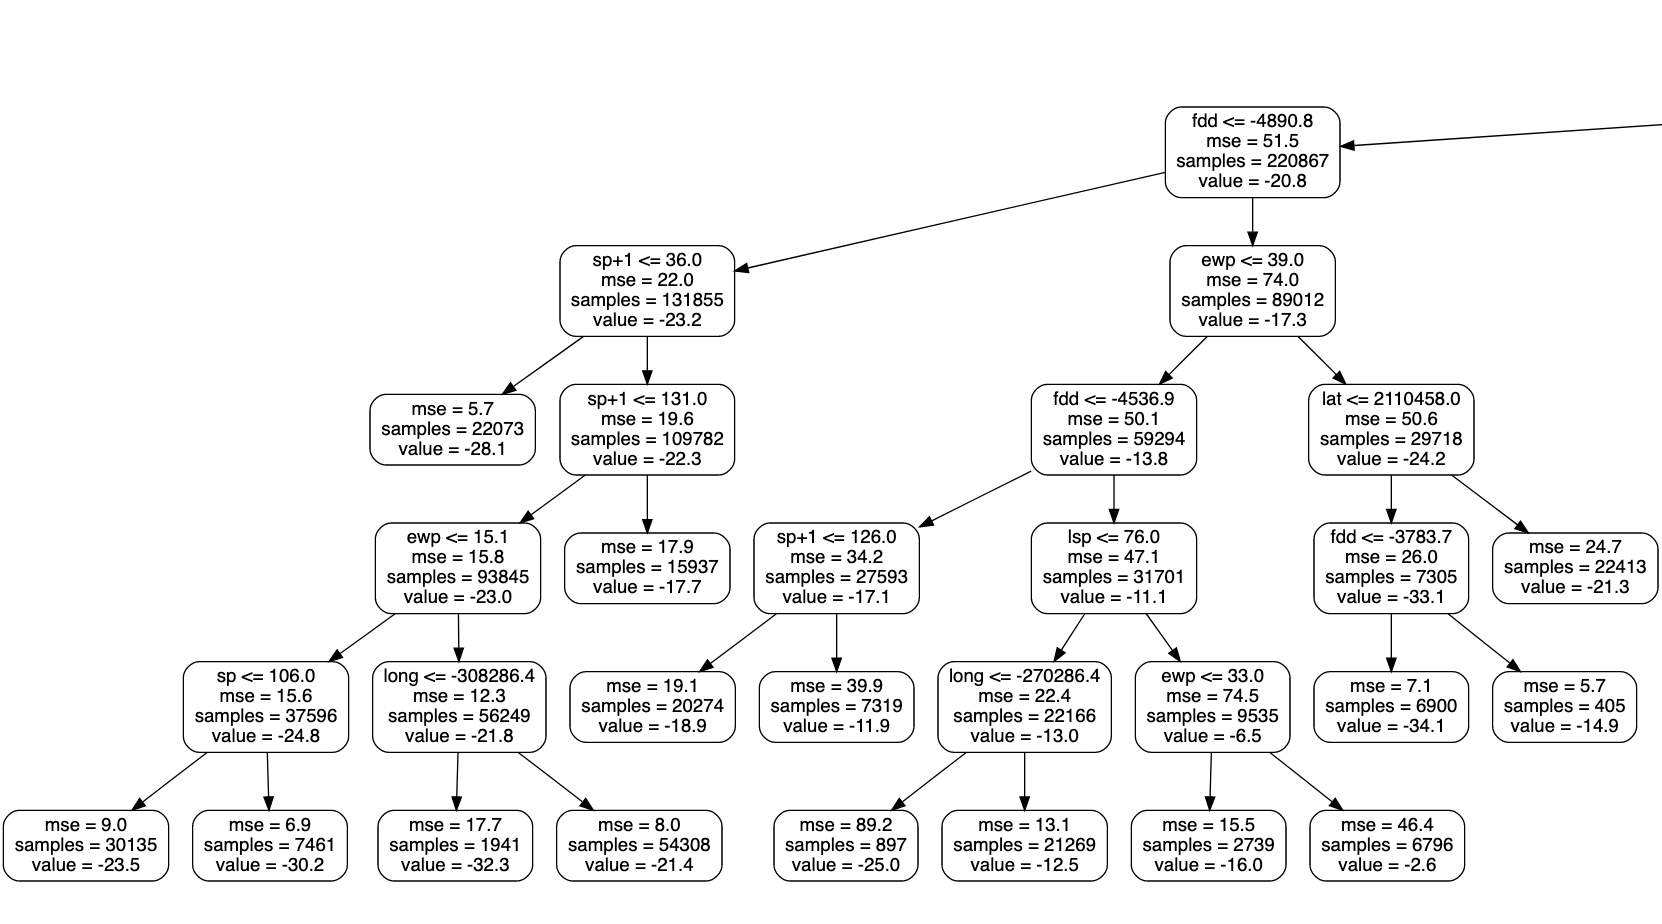 fdd <= -4890.8
mse = 51.5
samples = 220867
value = -20.8
sp+1 <= 36.0
mse = 22.0
samples = 131855
value = -23.2
ewp <= 39.0
mse = 74.0
samples = 89012
value = -17.3
mse = 5.7
samples = 22073
value = -28.1
sp+1 <= 131.0
mse = 19.6
samples = 109782
value = -22.3
fdd <= -4536.9
mse = 50.1
samples = 59294
value = -13.8
lat <= 2110458.0
mse = 50.6
samples = 29718
value = -24.2
ewp <= 15.1
mse = 15.8
samples = 93845
value = -23.0
mse = 17.9
samples = 15937
value = -17.7
sp+1 <= 126.0
mse = 34.2
samples = 27593
value = -17.1
lsp <= 76.0
mse = 47.1
samples = 31701
value = -11.1
fdd <= -3783.7
mse = 26.0
samples = 7305
value = -33.1
mse = 24.7
samples = 22413
value = -21.3
sp <= 106.0
mse = 15.6
samples = 37596
value = -24.8
long <= -308286.4
mse = 12.3
samples = 56249
value = -21.8
mse = 19.1
samples = 20274
value = -18.9
mse = 39.9
samples = 7319
value = -11.9
long <= -270286.4
mse = 22.4
samples = 22166
value = -13.0
ewp <= 33.0
mse = 74.5
samples = 9535
value = -6.5
mse = 7.1
samples = 6900
value = -34.1
mse = 5.7
samples = 405
value = -14.9
mse = 9.0
samples = 30135
value = -23.5
mse = 6.9
samples = 7461
value = -30.2
mse = 17.7
samples = 1941
value = -32.3
mse = 8.0
samples = 54308
value = -21.4
mse = 89.2
samples = 897
value = -25.0
mse = 13.1
samples = 21269
value = -12.5
mse = 15.5
samples = 2739
value = -16.0
mse = 46.4
samples = 6796
value = -2.6